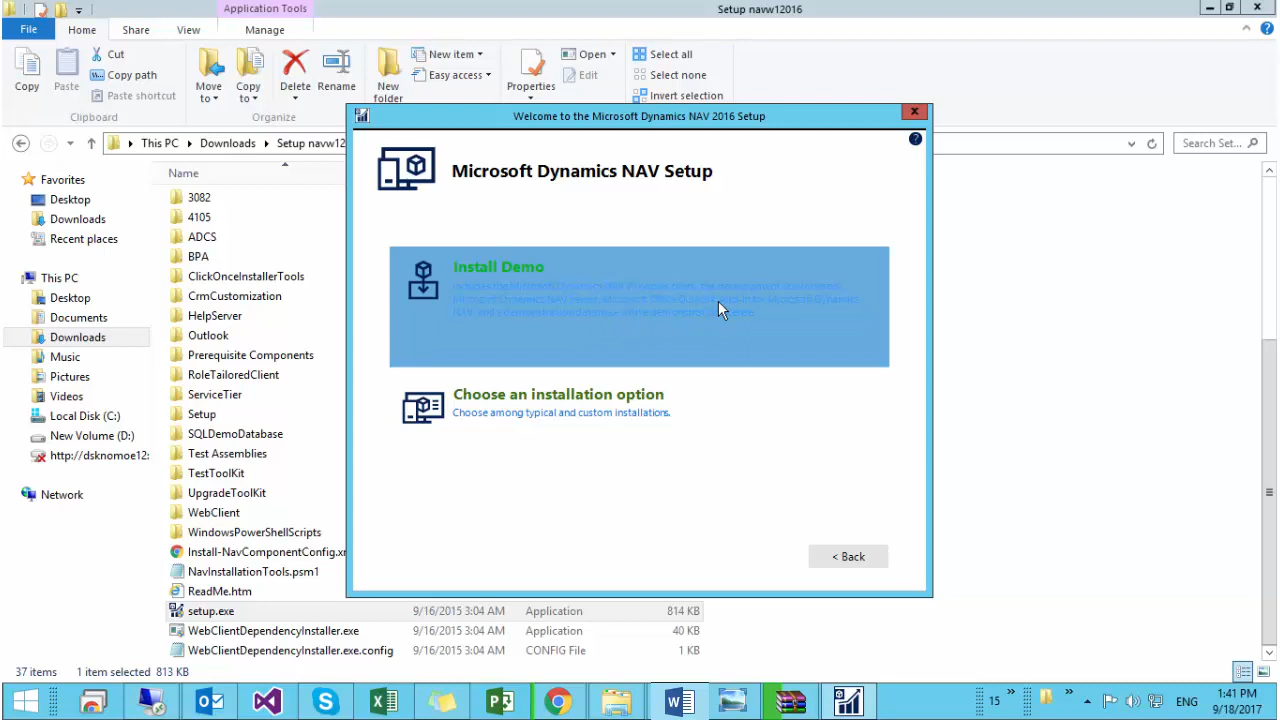 Application Tools
Setup navw12016
File
Home
Share
View
Manage
Copy
Paste
Cut
Copy path
Paste shortcut
Clipboard
Move to
Copy to
Delete
Rename
Organize
New folder
New item
Easy access
Properties
Open
Edit
Select all
Select none
Invert selection
This PC
Downloads
Setup navw12
Search Set...
Favorites
Desktop
Downloads
Recent places
This PC
Desktop
Documents
Downloads
Music
Pictures
Videos
Local Disk (C:)
New Volume (D:)
http://dsknomoe12:
Network
Name
3082
4105
ADCS
BPA
ClickOnceInstallerTools
CrmCustomization
HelpServer
Outlook
Prerequisite Components
RoleTailoredClient
ServiceTier
Setup
SQLDemoDatabase
Test Assemblies
TestToolKit
UpgradeToolKit
WebClient
WindowsPowerShellScripts
Install-NavComponentConfig.xm
NavInstallationTools.psm1
ReadMe.htm
setup.exe 9/16/2015 3:04 AM Application 814 KB
WebClientDependencyInstaller.exe 9/16/2015 3:04 AM Application 40 KB
WebClientDependencyInstaller.exe.config 9/16/2015 3:04 AM CONFIG File 1 KB
Welcome to the Microsoft Dynamics NAV 2016 Setup
Microsoft Dynamics NAV Setup
Install Demo
Choose an installation option
Choose among typical and custom installations.
< Back
37 items 1 item selected 813 KB
15
ENG
1:41 PM
9/18/2017